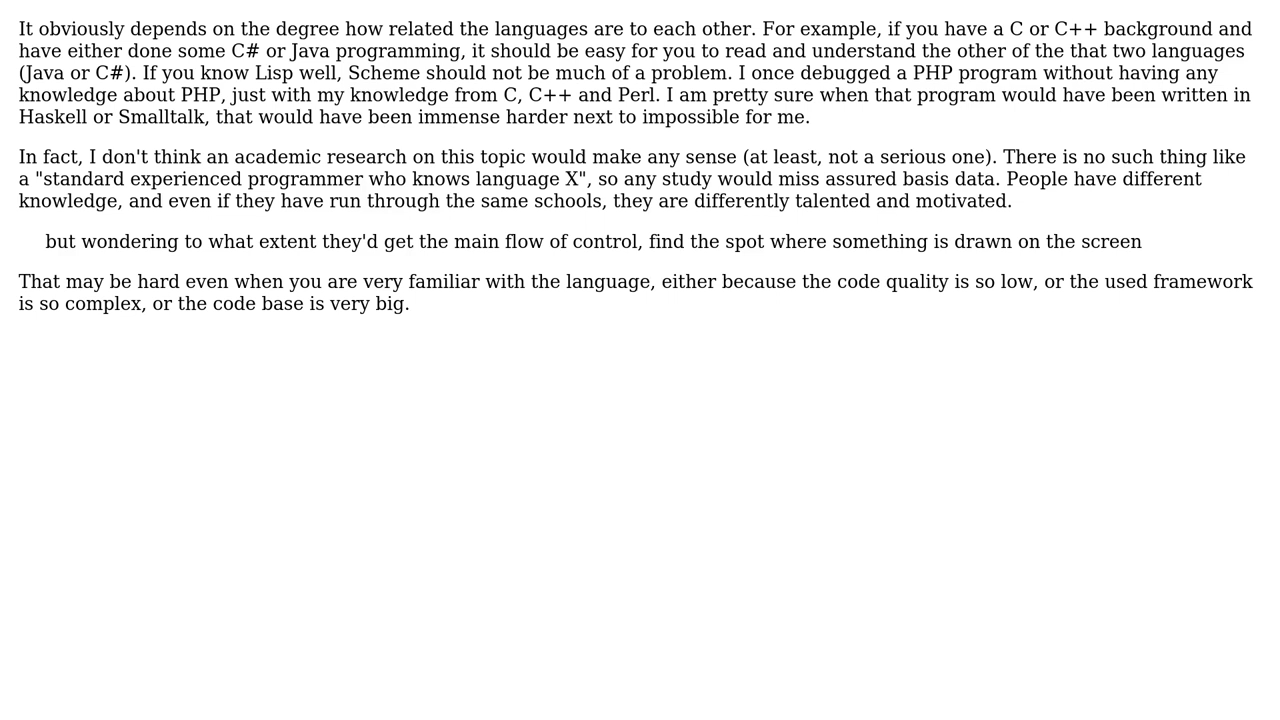 It obviously depends on the degree how related the languages are to each other. For example, if you have a C or C++ background and
have either done some C# or Java programming, it should be easy for you to read and understand the other of the that two languages
(Java or C#). If you know Lisp well, Scheme should not be much of a problem. I once debugged a PHP program without having any
knowledge about PHP, just with my knowledge from C, C++ and Perl. I am pretty sure when that program would have been written in
Haskell or Smalltalk, that would have been immense harder next to impossible for me.
In fact, I don't think an academic research on this topic would make any sense (at least, not a serious one). There is no such thing like
a "standard experienced programmer who knows language X", so any study would miss assured basis data. People have different
knowledge, and even if they have run through the same schools, they are differently talented and motivated.
but wondering to what extent they'd get the main flow of control, find the spot where something is drawn on the screen
That may be hard even when you are very familiar with the language, either because the code quality is so low, or the used framework
is so complex, or the code base is very big.